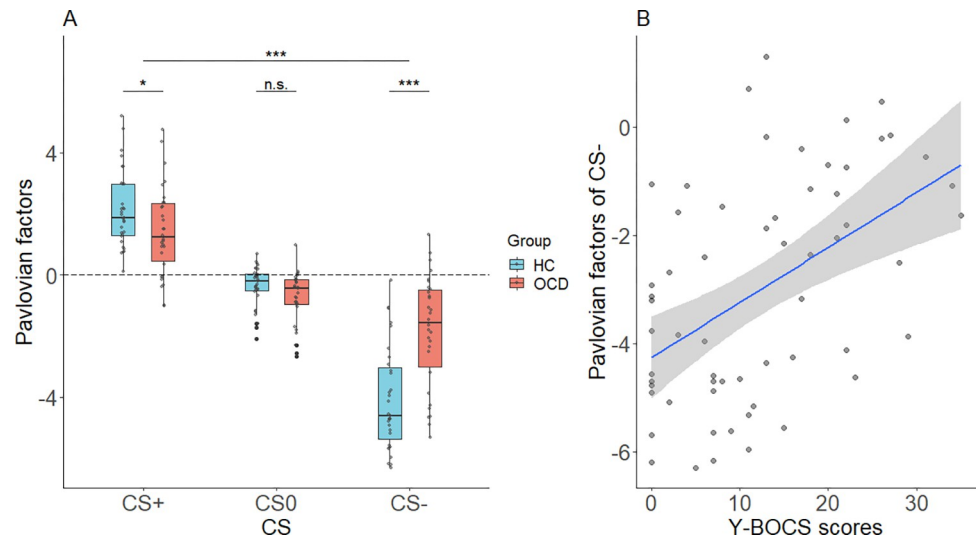 A
***
*
n.s.
***
4
0
-4
Pavlovian factors
CS+
CS0
CS-
CS
Group
HC
OCD
B
0
-2
-4
-6
Pavlovian factors of CS-
0
10
20
30
Y-BOCS scores